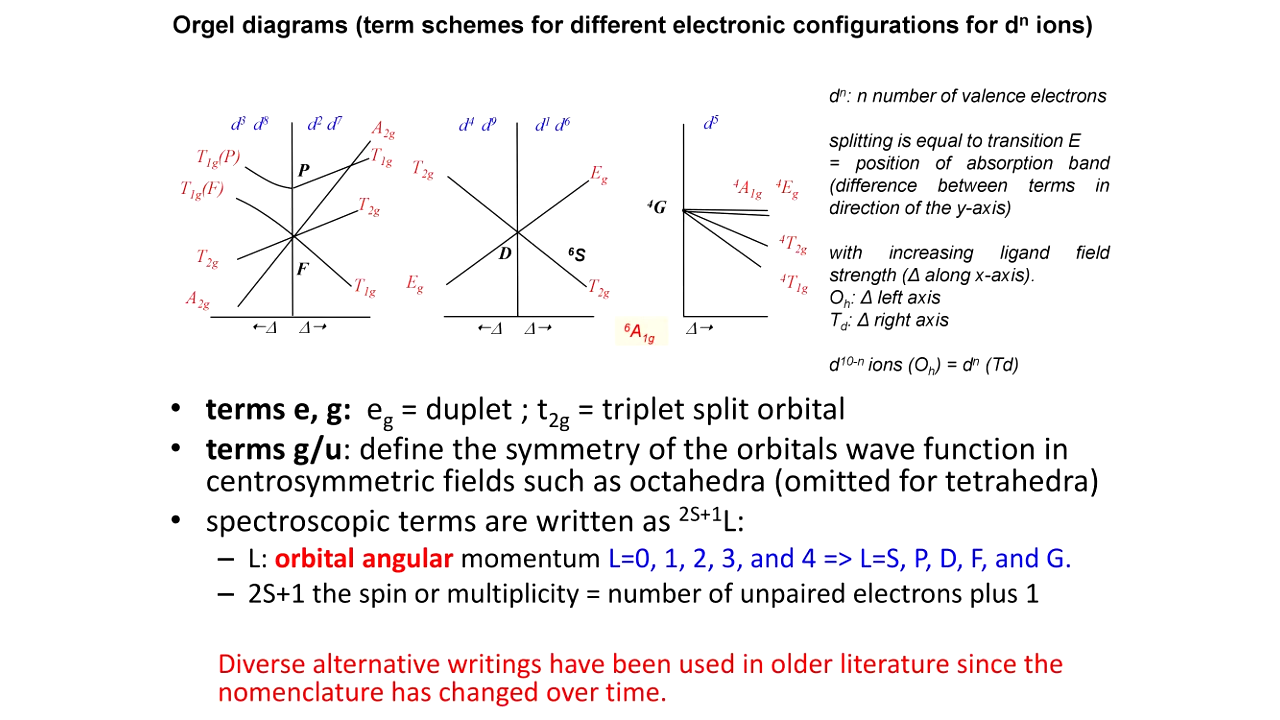 Orgel diagrams (term schemes for different electronic configurations for dⁿ ions)
d³ d⁸ d² d⁷
A₂g
T₁g(P)
P
T₁g
T₁g(F)
T₂g
T₂g
F
T₁g
A₂g
←Δ Δ→
d⁴ d⁹ d¹ d⁶
T₂g
E_g
D
⁶S
E_g
T₂g
←Δ Δ→
d⁵
⁴A₁g ⁴E_g
⁴G
⁴T₂g
⁴T₁g
⁶A₁g
Δ→
dⁿ: n number of valence electrons
splitting is equal to transition E
= position of absorption band
(difference between terms in
direction of the y-axis)
with increasing ligand field
strength (Δ along x-axis).
Oₕ: Δ left axis
T_d: Δ right axis
d¹⁰⁻ⁿ ions (Oₕ) = dⁿ (Td)
• terms e, g: e_g = duplet ; t₂g = triplet split orbital
• terms g/u: define the symmetry of the orbitals wave function in
centrosymmetric fields such as octahedra (omitted for tetrahedra)
• spectroscopic terms are written as ²ˢ⁺¹L:
– L: orbital angular momentum L=0, 1, 2, 3, and 4 => L=S, P, D, F, and G.
– 2S+1 the spin or multiplicity = number of unpaired electrons plus 1
Diverse alternative writings have been used in older literature since the
nomenclature has changed over time.